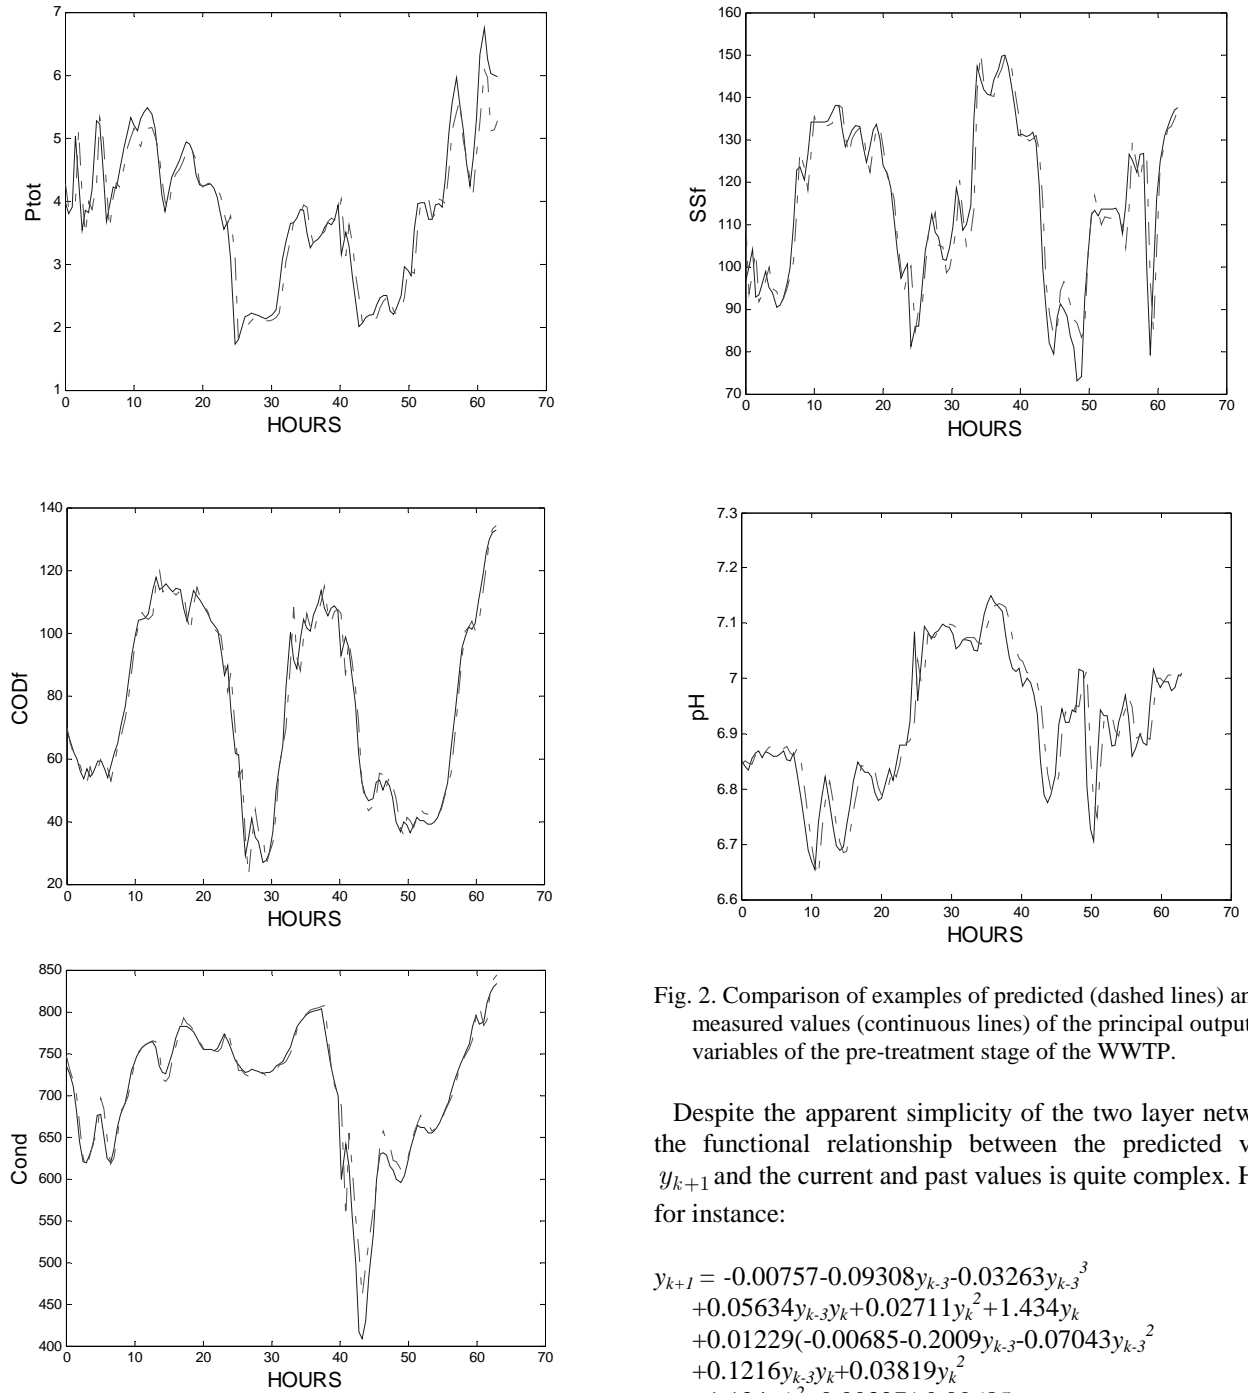 7
6
5
4
3
2
1
0 10 20 30 40 50 60 70
Ptot
HOURS
160
150
140
130
120
110
100
90
80
70
0 10 20 30 40 50 60 70
SSf
HOURS
140
120
100
80
60
40
20
0 10 20 30 40 50 60 70
CODf
HOURS
7.3
7.2
7.1
7
6.9
6.8
6.7
6.6
0 10 20 30 40 50 60 70
pH
HOURS
850
800
750
700
650
600
550
500
450
400
0 10 20 30 40 50 60 70
Cond
HOURS
Fig. 2. Comparison of examples of predicted (dashed lines) an
measured values (continuous lines) of the principal output
variables of the pre-treatment stage of the WWTP.
Despite the apparent simplicity of the two layer netw
the functional relationship between the predicted v
y_{k+1} and the current and past values is quite complex. H
for instance:
y_{k+1} = -0.00757-0.09308y_{k-3}-0.03263y_{k-3}^3
+0.05634y_{k-3}y_k+0.02711y_k^2+1.434y_k
+0.01229(-0.00685-0.2009y_{k-3}-0.07043y_{k-3}^2
+0.1216y_{k-3}y_k+0.03819y_k^2